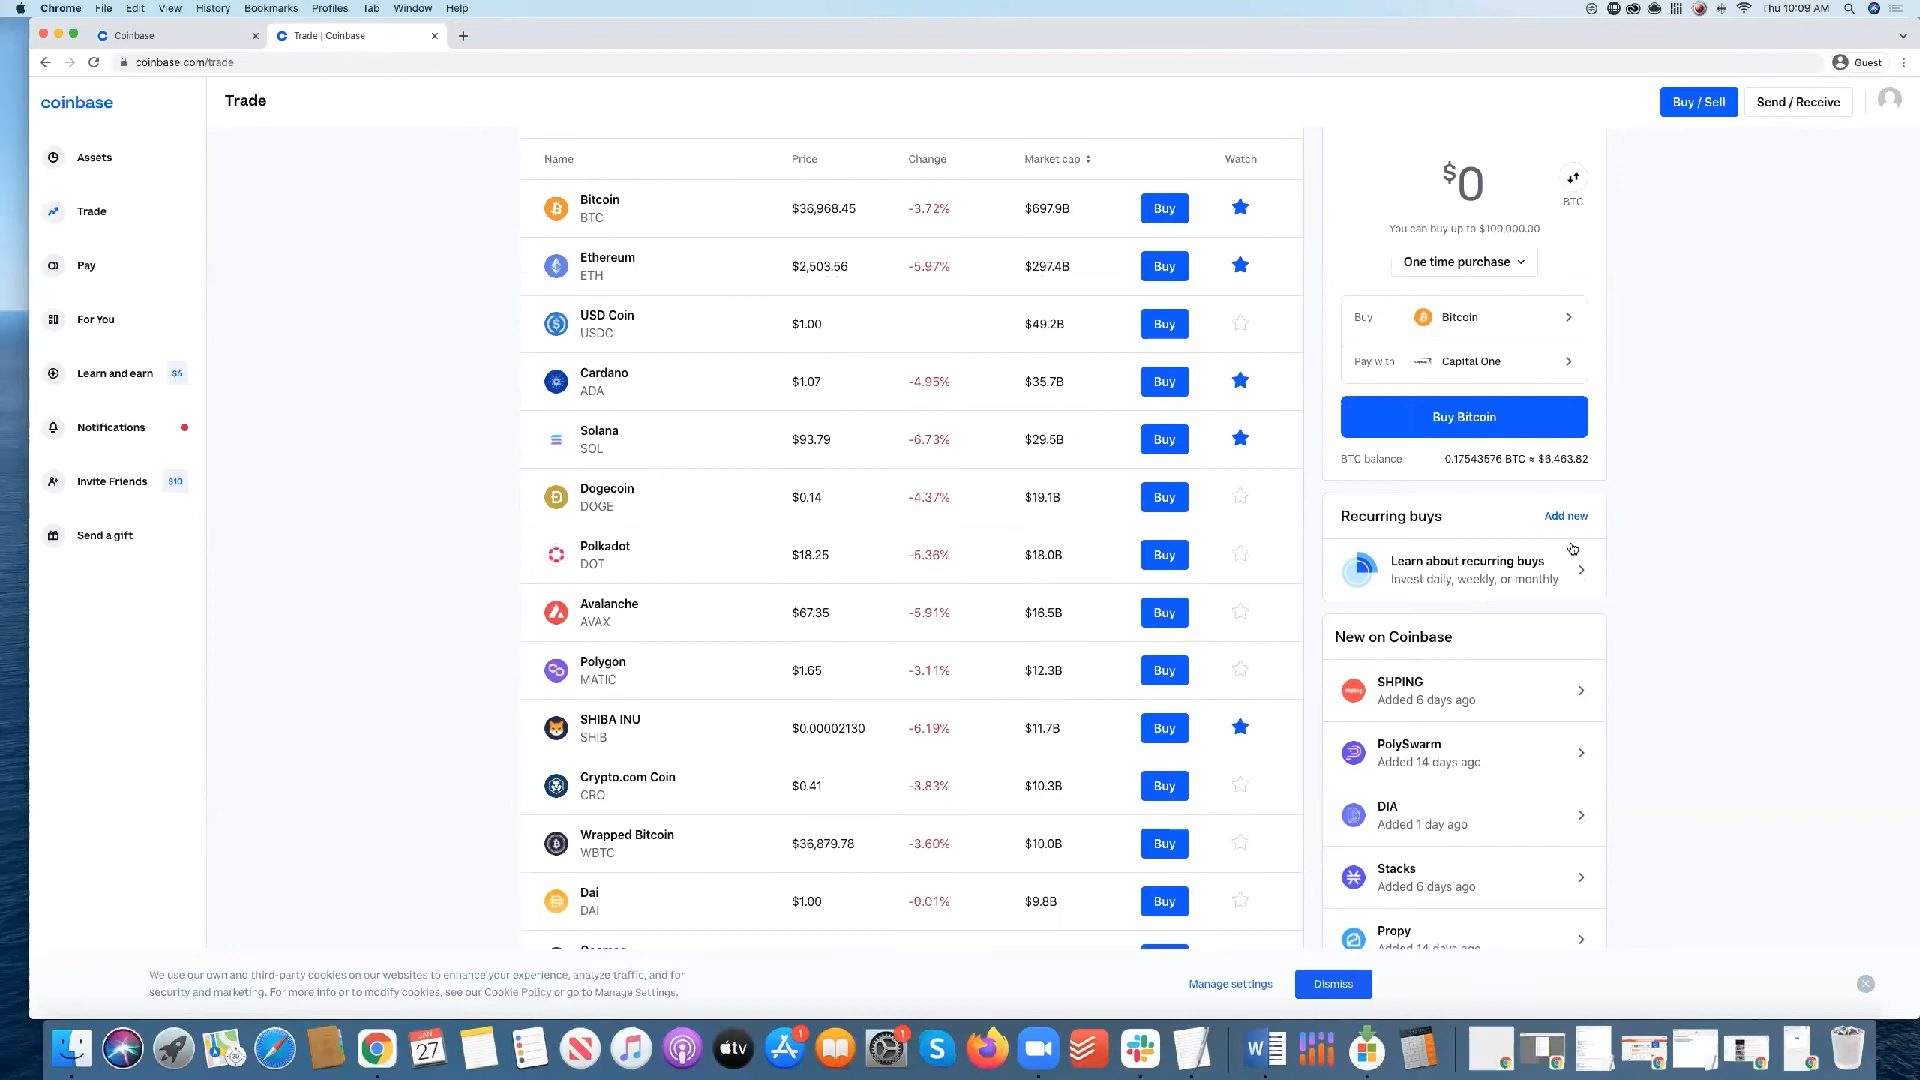 Chrome File Edit View History Bookmarks Profiles Tab Window Help
Thu 10:09 AM
Coinbase
Trade | Coinbase
coinbase.com/trade
Guest
coinbase
Trade
Buy / Sell
Send / Receive
Assets
Trade
Pay
For You
Learn and earn $6
Notifications
Invite Friends $10
Send a gift
Name Price Change Market cap Watch
Bitcoin
BTC
$36,968.45 -3.72% $697.9B Buy
Ethereum
ETH
$2,503.56 -5.97% $297.4B Buy
USD Coin
USDC
$1.00 $49.2B Buy
Cardano
ADA
$1.07 -4.95% $35.7B Buy
Solana
SOL
$93.79 -6.73% $29.5B Buy
Dogecoin
DOGE
$0.14 -4.37% $19.1B Buy
Polkadot
DOT
$18.25 -5.36% $18.0B Buy
Avalanche
AVAX
$67.35 -5.91% $16.5B Buy
Polygon
MATIC
$1.65 -3.11% $12.3B Buy
SHIBA INU
SHIB
$0.00002130 -6.19% $11.7B Buy
Crypto.com Coin
CRO
$0.41 -3.83% $10.3B Buy
Wrapped Bitcoin
WBTC
$36,879.78 -3.60% $10.0B Buy
Dai
DAI
$1.00 -0.01% $9.8B Buy
$0
BTC
You can buy up to $100,000.00
One time purchase
Buy Bitcoin
Pay with Capital One
Buy Bitcoin
BTC balance 0.17543576 BTC ≈ $6,463.82
Recurring buys Add new
Learn about recurring buys
Invest daily, weekly, or monthly
New on Coinbase
SHPING
Added 6 days ago
PolySwarm
Added 14 days ago
DIA
Added 1 day ago
Stacks
Added 6 days ago
Propy
Added 14 days ago
We use our own and third-party cookies on our websites to enhance your experience, analyze traffic, and for
security and marketing. For more info or to modify cookies, see our Cookie Policy or go to Manage Settings.
Manage settings
Dismiss
JAN
27
tv
1
1
S
W